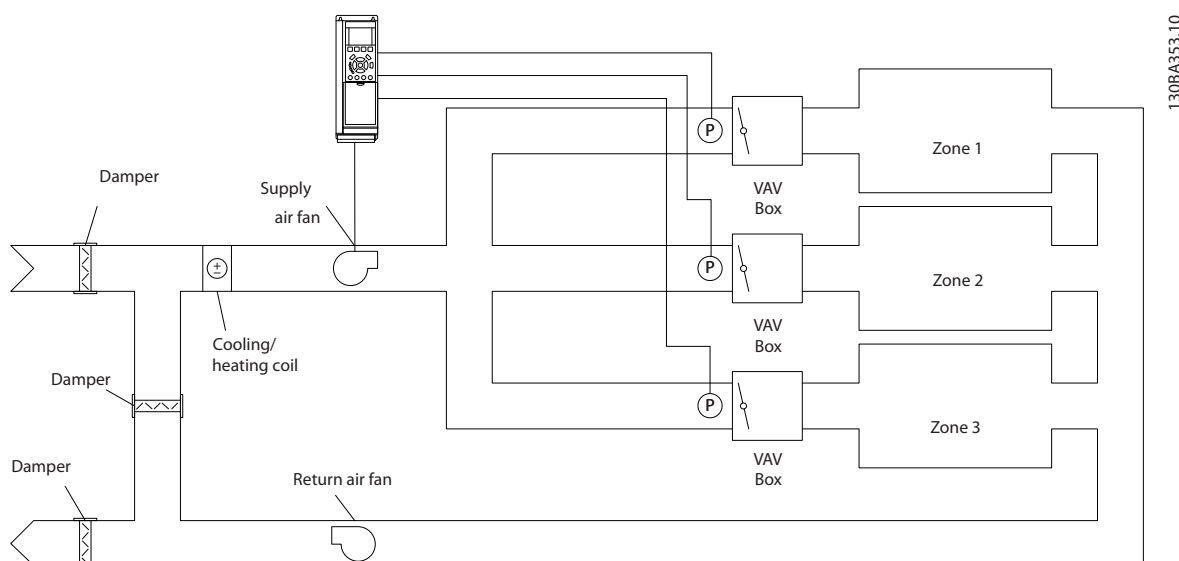 130BA353.10
Damper
Supply
air fan
P
Zone 1
VAV
Box
P
±
Zone 2
Cooling/
heating coil
VAV
Box
Damper
P
Zone 3
Damper
Return air fan
VAV
Box